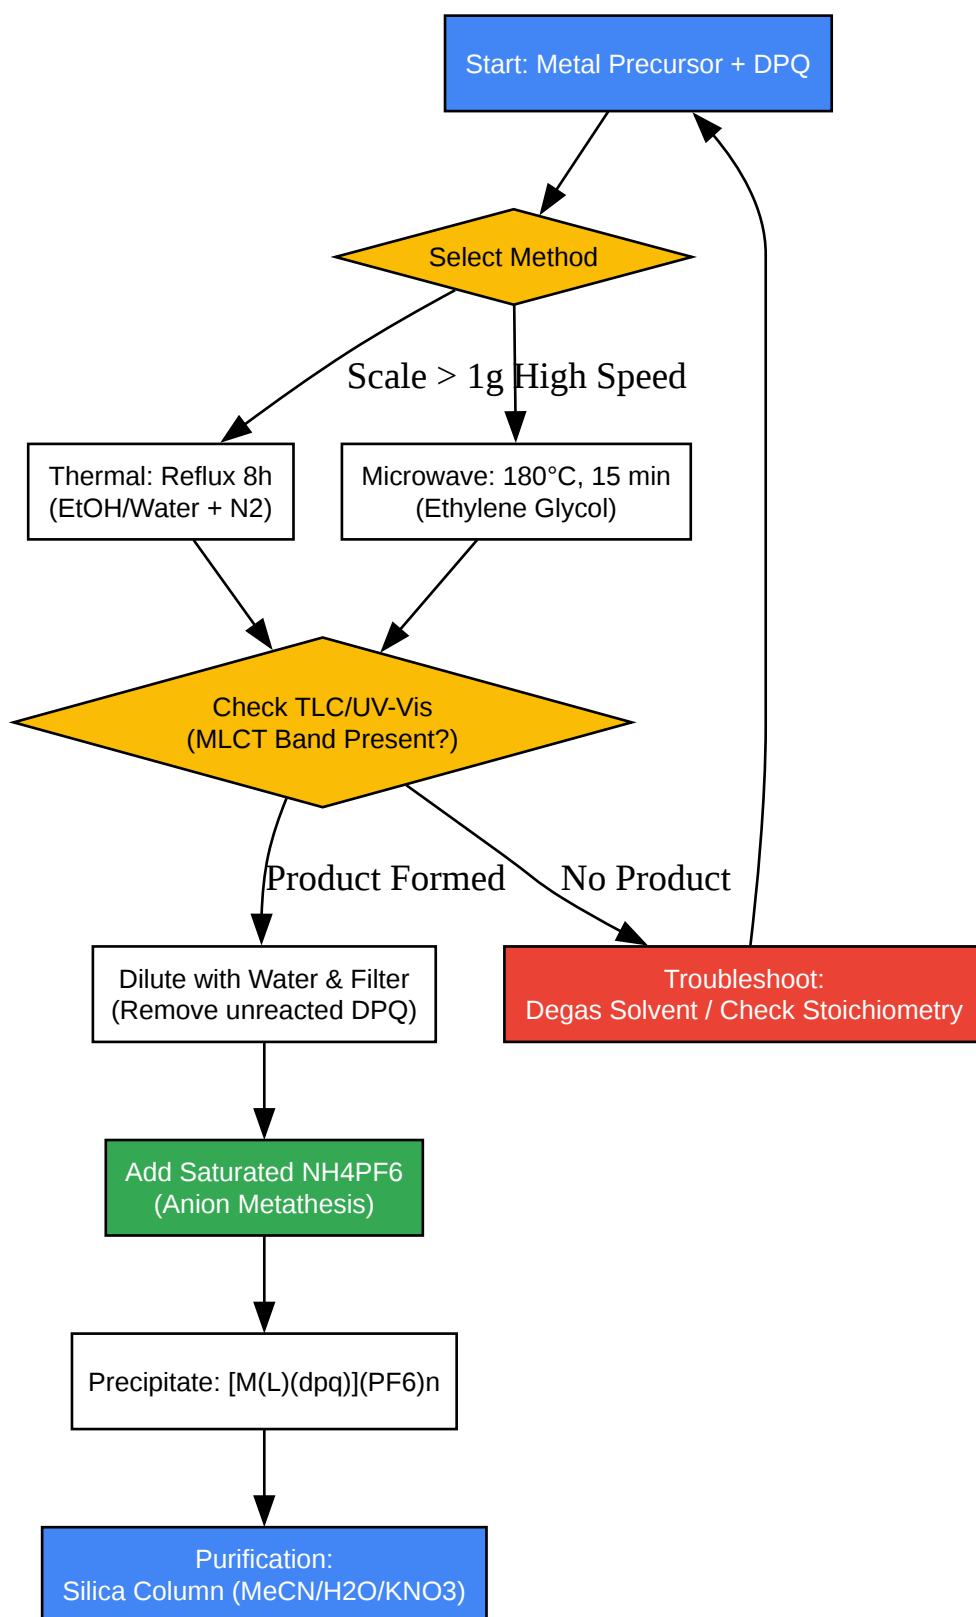 Start: Metal Precursor + DPQ
Select Method
Scale > 1g
High Speed
Thermal: Reflux 8h
(EtOH/Water + N2)
Microwave: 180°C, 15 min
(Ethylene Glycol)
Check TLC/UV-Vis
(MLCT Band Present?)
Product Formed
No Product
Dilute with Water & Filter
(Remove unreacted DPQ)
Troubleshoot:
Degas Solvent / Check Stoichiometry
Add Saturated NH4PF6
(Anion Metathesis)
Precipitate: [M(L)(dpq)](PF6)n
Purification:
Silica Column (MeCN/H2O/KNO3)